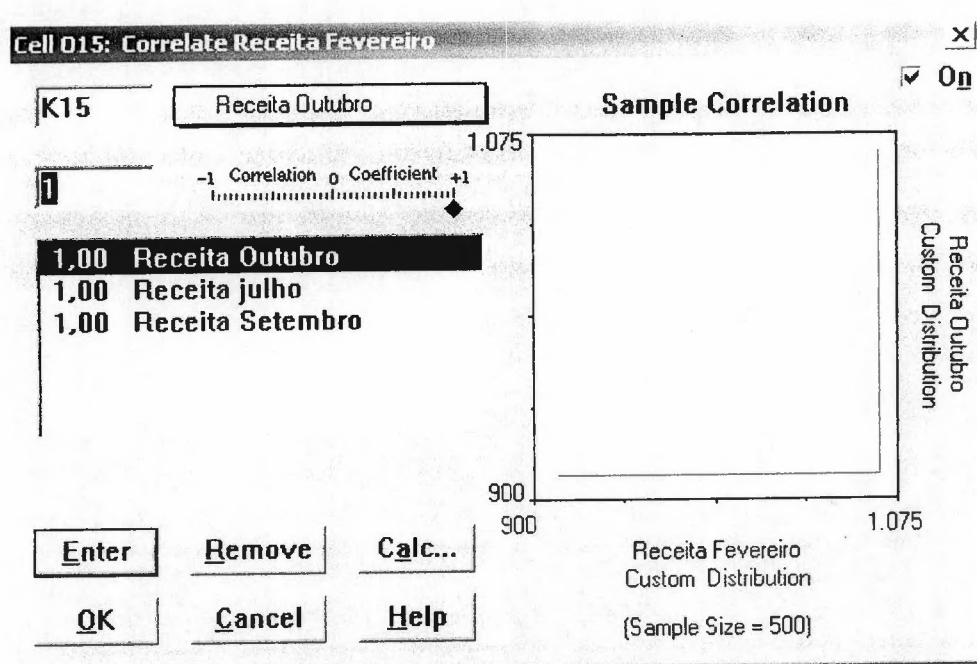 Cell O15: Correlate Receita Fevereiro
On
K15
Receita Outubro
1
-1 Correlation 0 Coefficient +1
1,00 Receita Outubro
1,00 Receita julho
1,00 Receita Setembro
Enter
Remove
Calc...
OK
Cancel
Help
Sample Correlation
1.075
900
900
1.075
Receita Outubro
Custom Distribution
Receita Fevereiro
Custom Distribution
(Sample Size = 500)